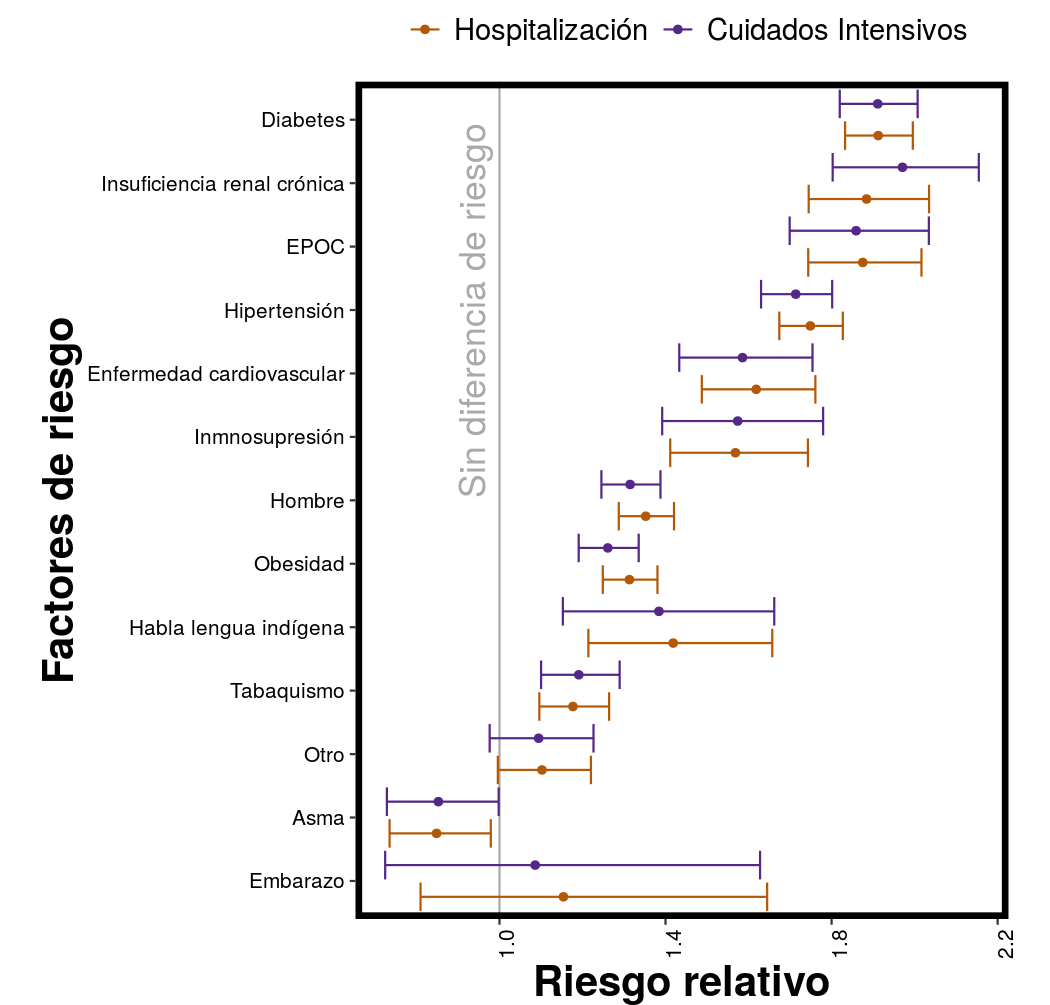 Hospitalización Cuidados Intensivos
Diabetes
Insuficiencia renal crónica
EPOC
Hipertensión
Enfermedad cardiovascular
Inmnosupresión
Hombre
Obesidad
Habla lengua indígena
Tabaquismo
Otro
Asma
Embarazo
Factores de riesgo
Sin diferencia de riesgo
1.0 1.4 1.8 2.2
Riesgo relativo